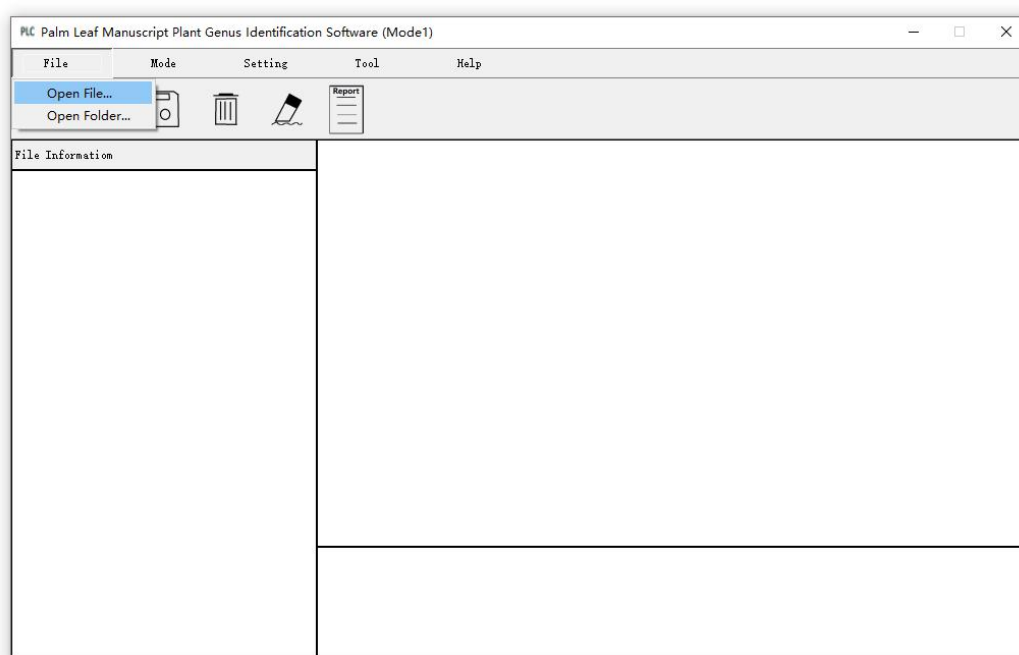 PLC Palm Leaf Manuscript Plant Genus Identification Software (Mode1)
File Mode Setting Tool Help
Open File...
Open Folder...
Report
File Information